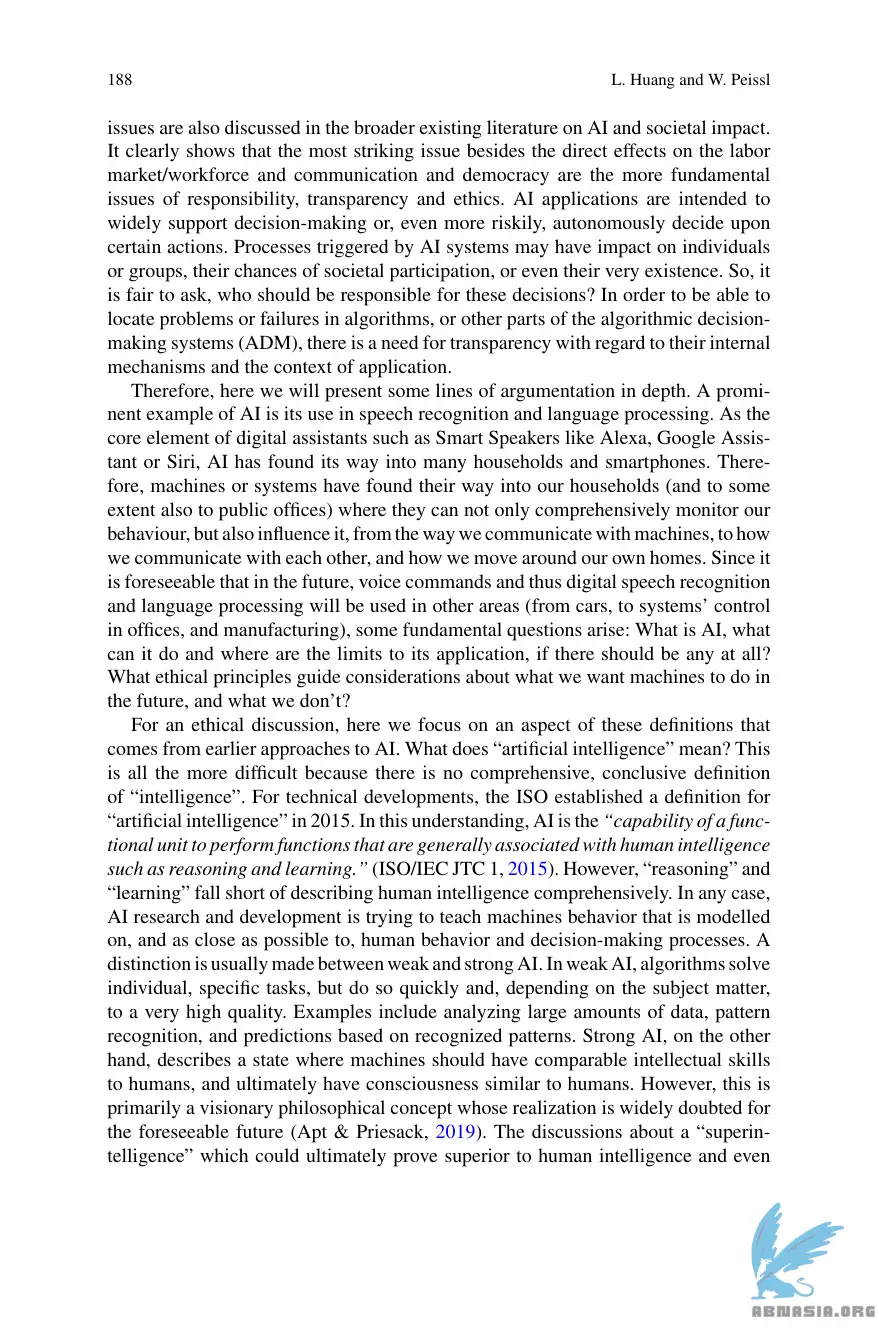 188
L. Huang and W. Peissl
issues are also discussed in the broader existing literature on AI and societal impact.
It clearly shows that the most striking issue besides the direct effects on the labor
market/workforce and communication and democracy are the more fundamental
issues of responsibility, transparency and ethics. AI applications are intended to
widely support decision-making or, even more riskily, autonomously decide upon
certain actions. Processes triggered by AI systems may have impact on individuals
or groups, their chances of societal participation, or even their very existence. So, it
is fair to ask, who should be responsible for these decisions? In order to be able to
locate problems or failures in algorithms, or other parts of the algorithmic decision-
making systems (ADM), there is a need for transparency with regard to their internal
mechanisms and the context of application.
Therefore, here we will present some lines of argumentation in depth. A promi-
nent example of AI is its use in speech recognition and language processing. As the
core element of digital assistants such as Smart Speakers like Alexa, Google Assis-
tant or Siri, AI has found its way into many households and smartphones. There-
fore, machines or systems have found their way into our households (and to some
extent also to public offices) where they can not only comprehensively monitor our
behaviour, but also influence it, from the way we communicate with machines, to how
we communicate with each other, and how we move around our own homes. Since it
is foreseeable that in the future, voice commands and thus digital speech recognition
and language processing will be used in other areas (from cars, to systems’ control
in offices, and manufacturing), some fundamental questions arise: What is AI, what
can it do and where are the limits to its application, if there should be any at all?
What ethical principles guide considerations about what we want machines to do in
the future, and what we don’t?
For an ethical discussion, here we focus on an aspect of these definitions that
comes from earlier approaches to AI. What does “artificial intelligence” mean? This
is all the more difficult because there is no comprehensive, conclusive definition
of “intelligence”. For technical developments, the ISO established a definition for
“artificial intelligence” in 2015. In this understanding, AI is the “capability of a func-
tional unit to perform functions that are generally associated with human intelligence
such as reasoning and learning.” (ISO/IEC JTC 1, 2015). However, “reasoning” and
“learning” fall short of describing human intelligence comprehensively. In any case,
AI research and development is trying to teach machines behavior that is modelled
on, and as close as possible to, human behavior and decision-making processes. A
distinction is usually made between weak and strong AI. In weak AI, algorithms solve
individual, specific tasks, but do so quickly and, depending on the subject matter,
to a very high quality. Examples include analyzing large amounts of data, pattern
recognition, and predictions based on recognized patterns. Strong AI, on the other
hand, describes a state where machines should have comparable intellectual skills
to humans, and ultimately have consciousness similar to humans. However, this is
primarily a visionary philosophical concept whose realization is widely doubted for
the foreseeable future (Apt & Priesack, 2019). The discussions about a “superin-
telligence” which could ultimately prove superior to human intelligence and even
ABNASIA.ORG